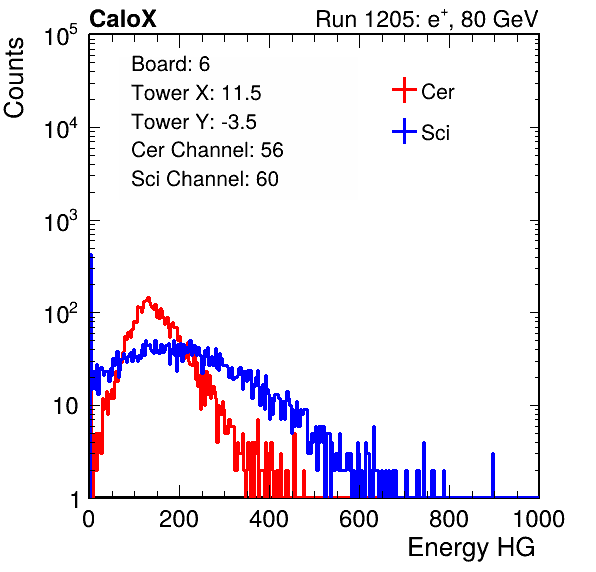 CaloX Run 1205: e⁺, 80 GeV
Counts
10⁵
10⁴
10³
10²
10
1
Board: 6
Tower X: 11.5
Tower Y: -3.5
Cer Channel: 56
Sci Channel: 60
Cer
Sci
0 200 400 600 800 1000
Energy HG